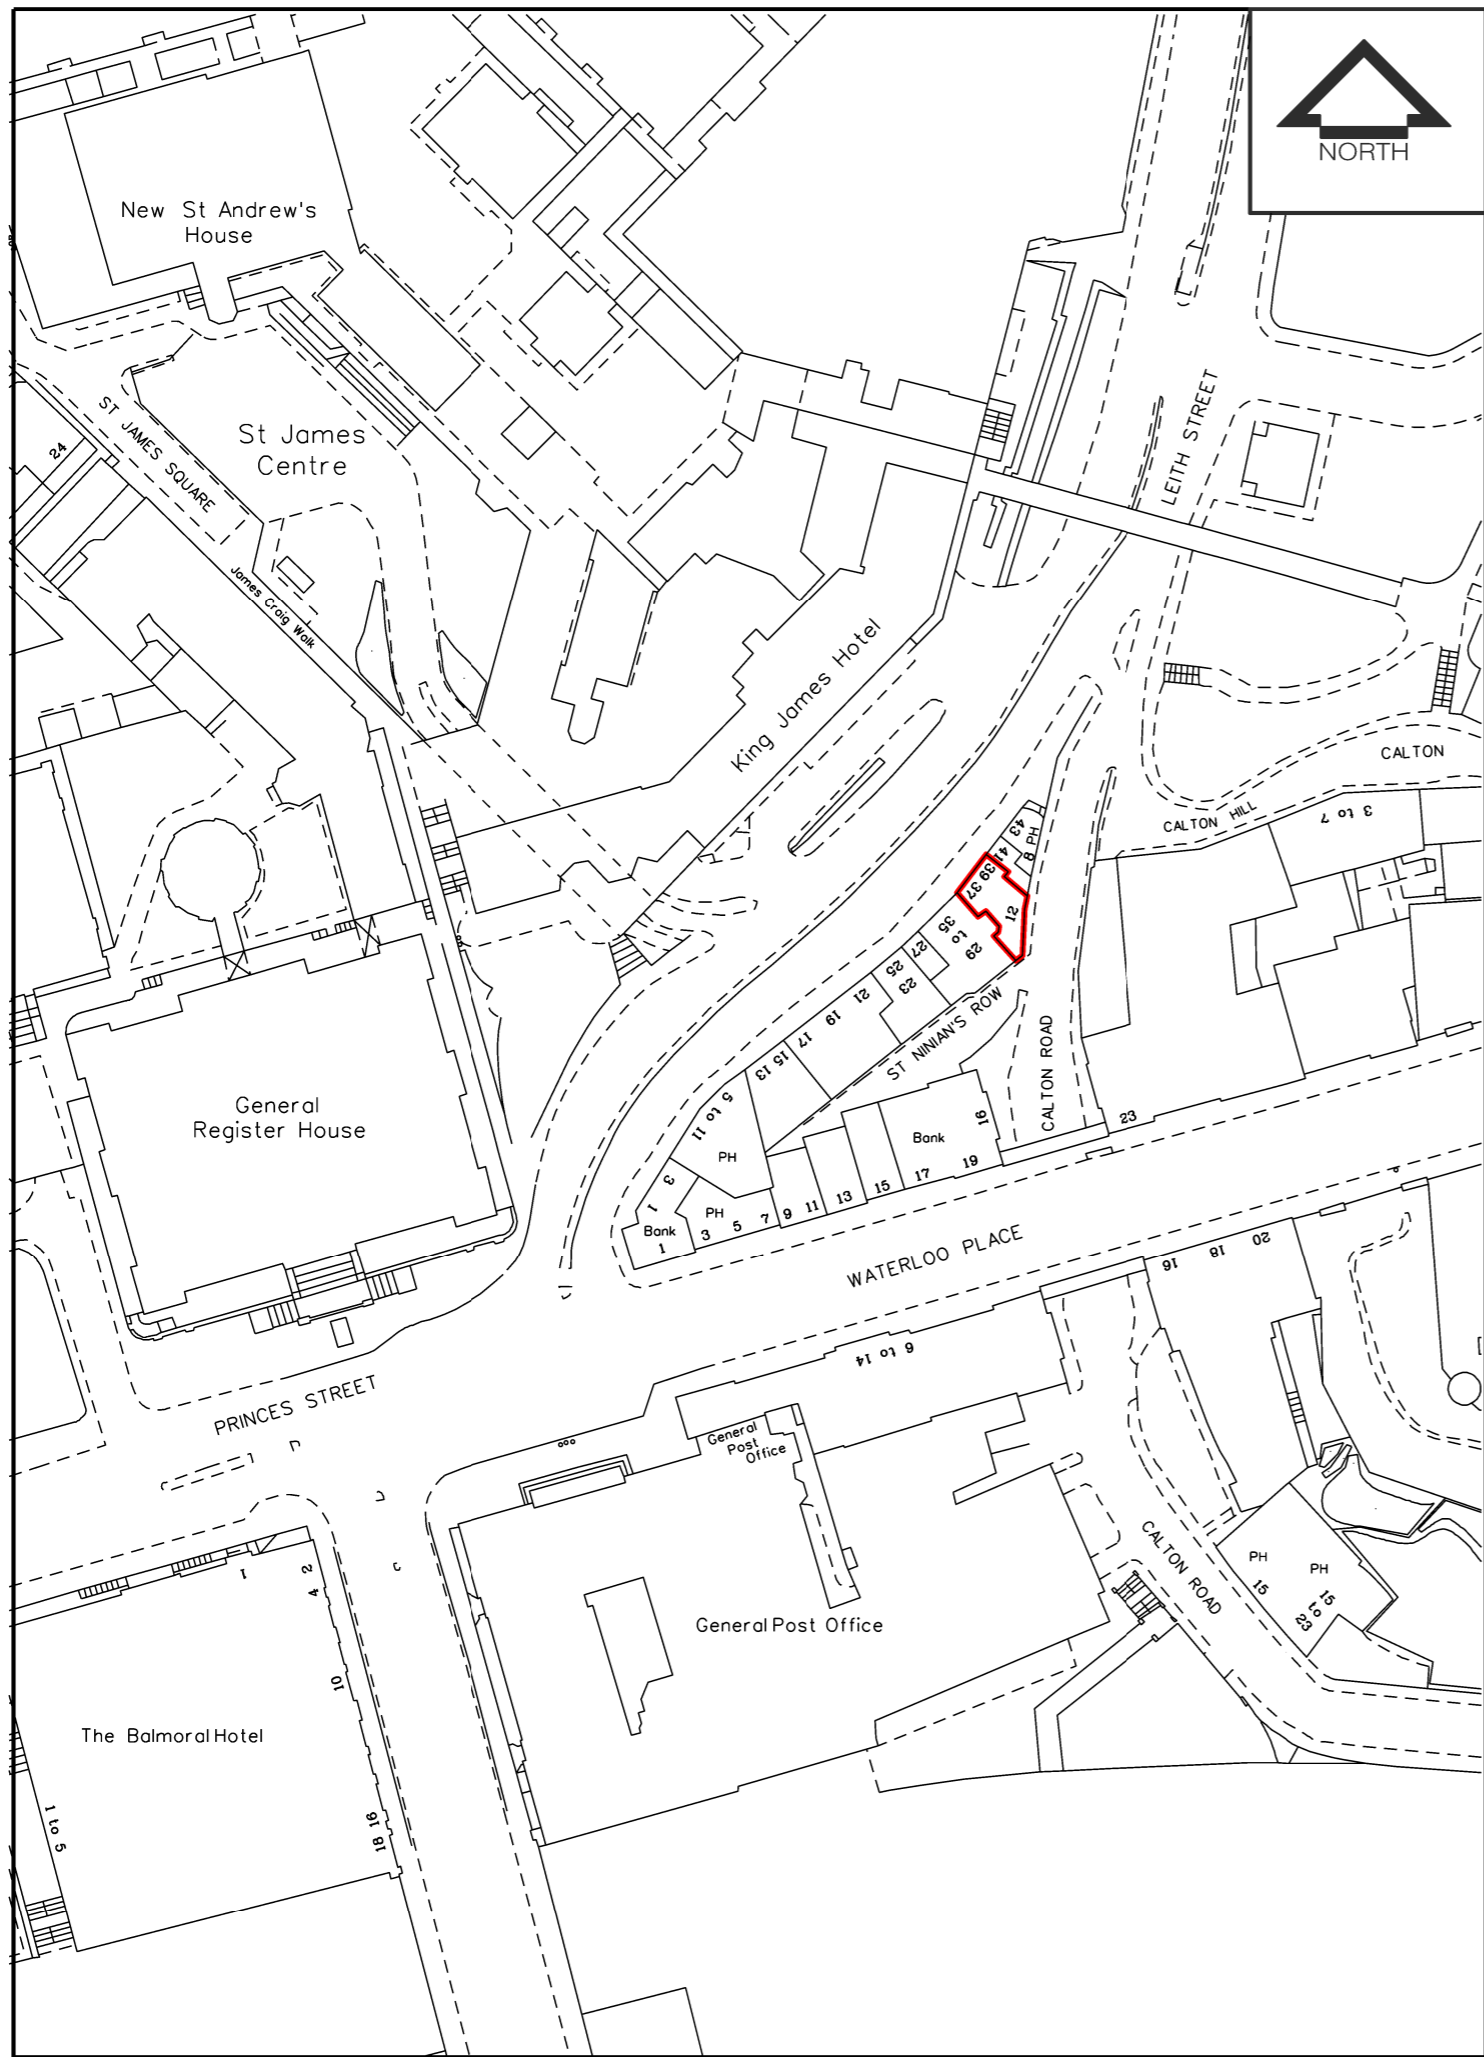 NORTH
New St Andrew's
House
St James
Centre
ST JAMES SQUARE
24
James Craig Walk
LEITH STREET
King James Hotel
CALTON
CALTON HILL
3 to 7
43
8 PH
41
39
37
12
35
to
29
27
25
23
21
19
17
15
13
ST NINIAN'S ROW
CALTON ROAD
5 to 11
PH
General
Register House
Bank
16
23
3
1
Bank
1
PH
3
5
7
9
11
13
15
17
19
WATERLOO PLACE
20
18
16
6 to 14
PRINCES STREET
General
Post
Office
General Post Office
CALTON ROAD
PH
15
PH
15
to
23
1
2
4
10
The Balmoral Hotel
16
18
1 to 5